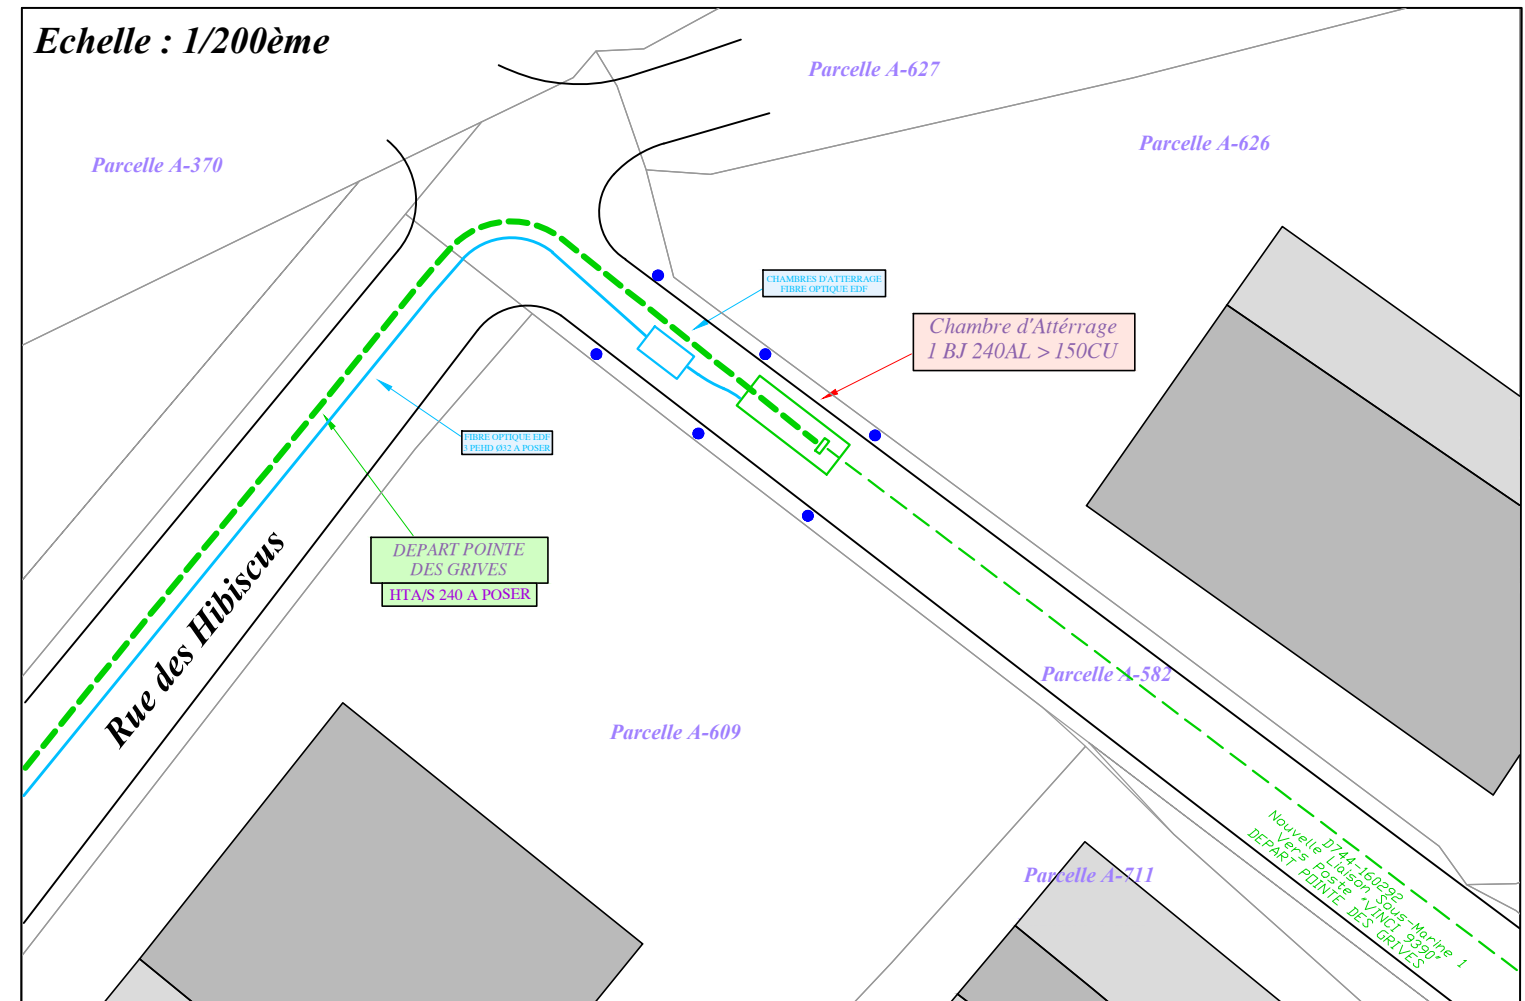 Echelle : 1/200ème
Parcelle A-627
Parcelle A-626
Parcelle A-370
CHAMBRES D'ATTERRAGE
FIBRE OPTIQUE EDF
Chambre d'Attérrage
1 BJ 240AL > 150CU
FIBRE OPTIQUE EDF
3 PEHD Ø32 A POSER
DEPART POINTE
DES GRIVES
HTA/S 240 A POSER
Rue des Hibiscus
Parcelle A-582
Parcelle A-609
Parcelle A-711
D744-160292
Nouvelle Liaison Sous-Marine 1
Vers Poste "VINCI 9390"
DEPART POINTE DES GRIVES